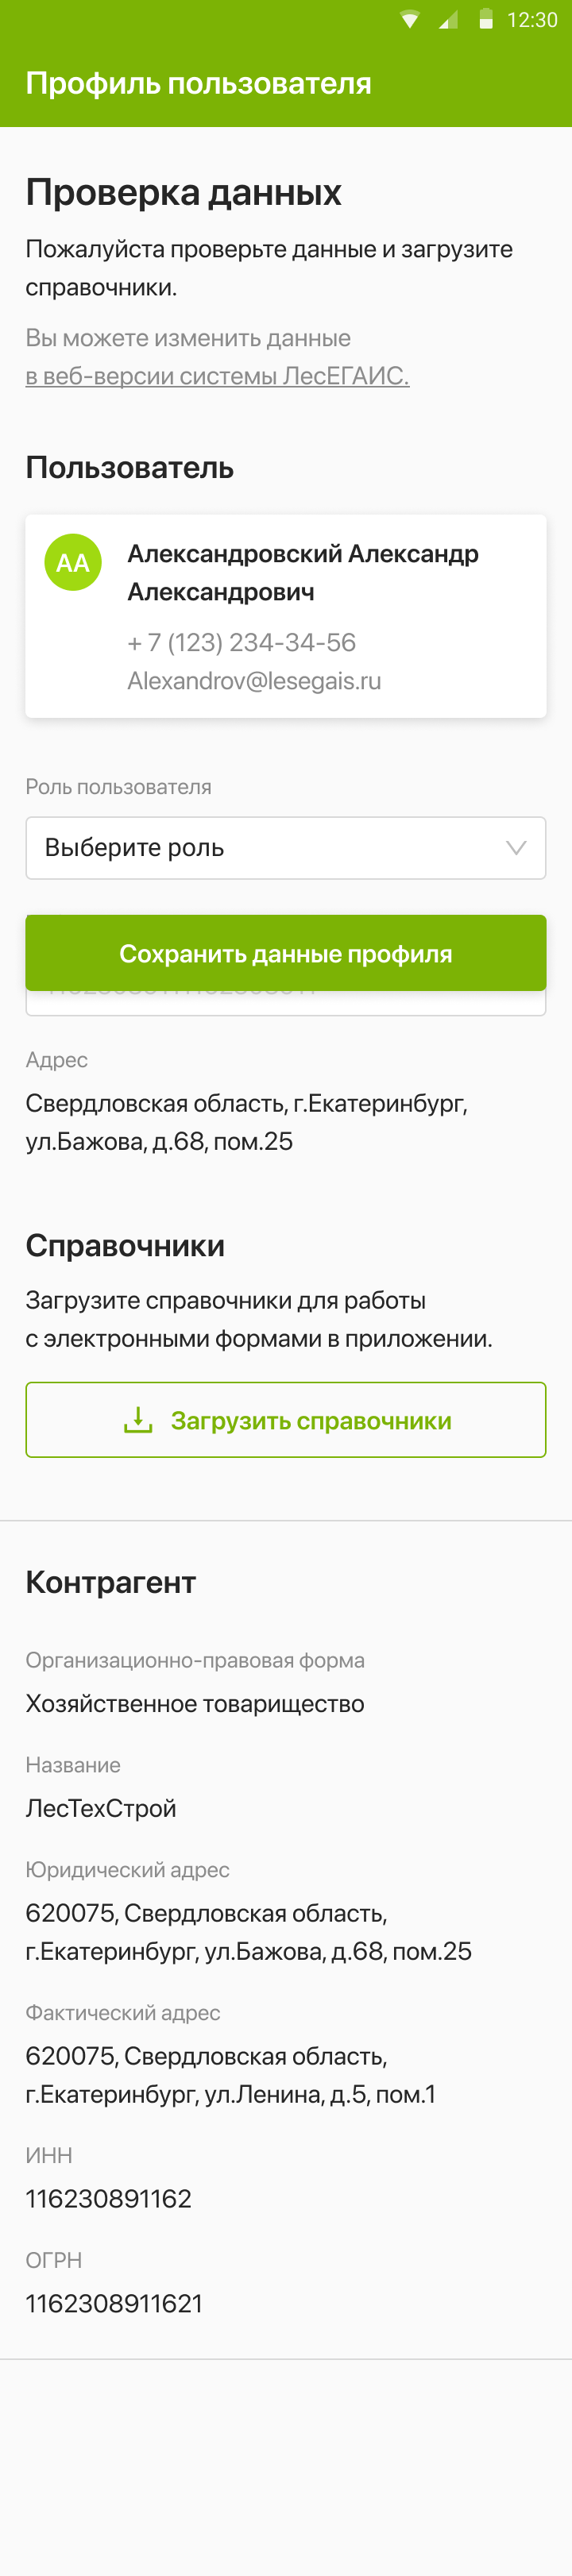 12:30
Профиль пользователя
Проверка данных
Пожалуйста проверьте данные и загрузите
справочники.
Вы можете изменить данные
в веб-версии системы ЛесЕГАИС.
Пользователь
АА
Александровский Александр
Александрович
+ 7 (123) 234-34-56
Alexandrov@lesegais.ru
Роль пользователя
Выберите роль
Сохранить данные профиля
Адрес
Свердловская область, г.Екатеринбург,
ул.Бажова, д.68, пом.25
Справочники
Загрузите справочники для работы
с электронными формами в приложении.
Загрузить справочники
Контрагент
Организационно-правовая форма
Хозяйственное товарищество
Название
ЛесТехСтрой
Юридический адрес
620075, Свердловская область,
г.Екатеринбург, ул.Бажова, д.68, пом.25
Фактический адрес
620075, Свердловская область,
г.Екатеринбург, ул.Ленина, д.5, пом.1
ИНН
116230891162
ОГРН
1162308911621